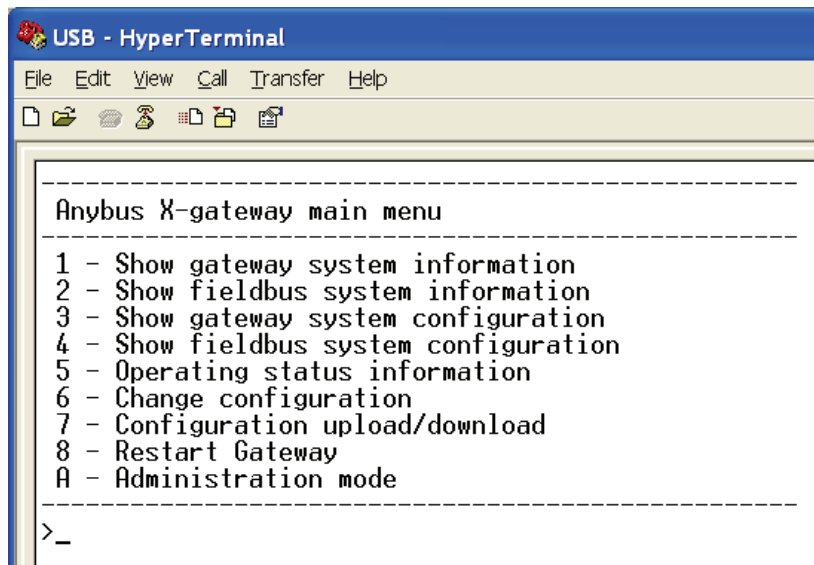 USB - HyperTerminal
File Edit View Call Transfer Help
----------------------------------------------------
Anybus X-gateway main menu
----------------------------------------------------
1 - Show gateway system information
2 - Show fieldbus system information
3 - Show gateway system configuration
4 - Show fieldbus system configuration
5 - Operating status information
6 - Change configuration
7 - Configuration upload/download
8 - Restart Gateway
A - Administration mode
----------------------------------------------------
>_